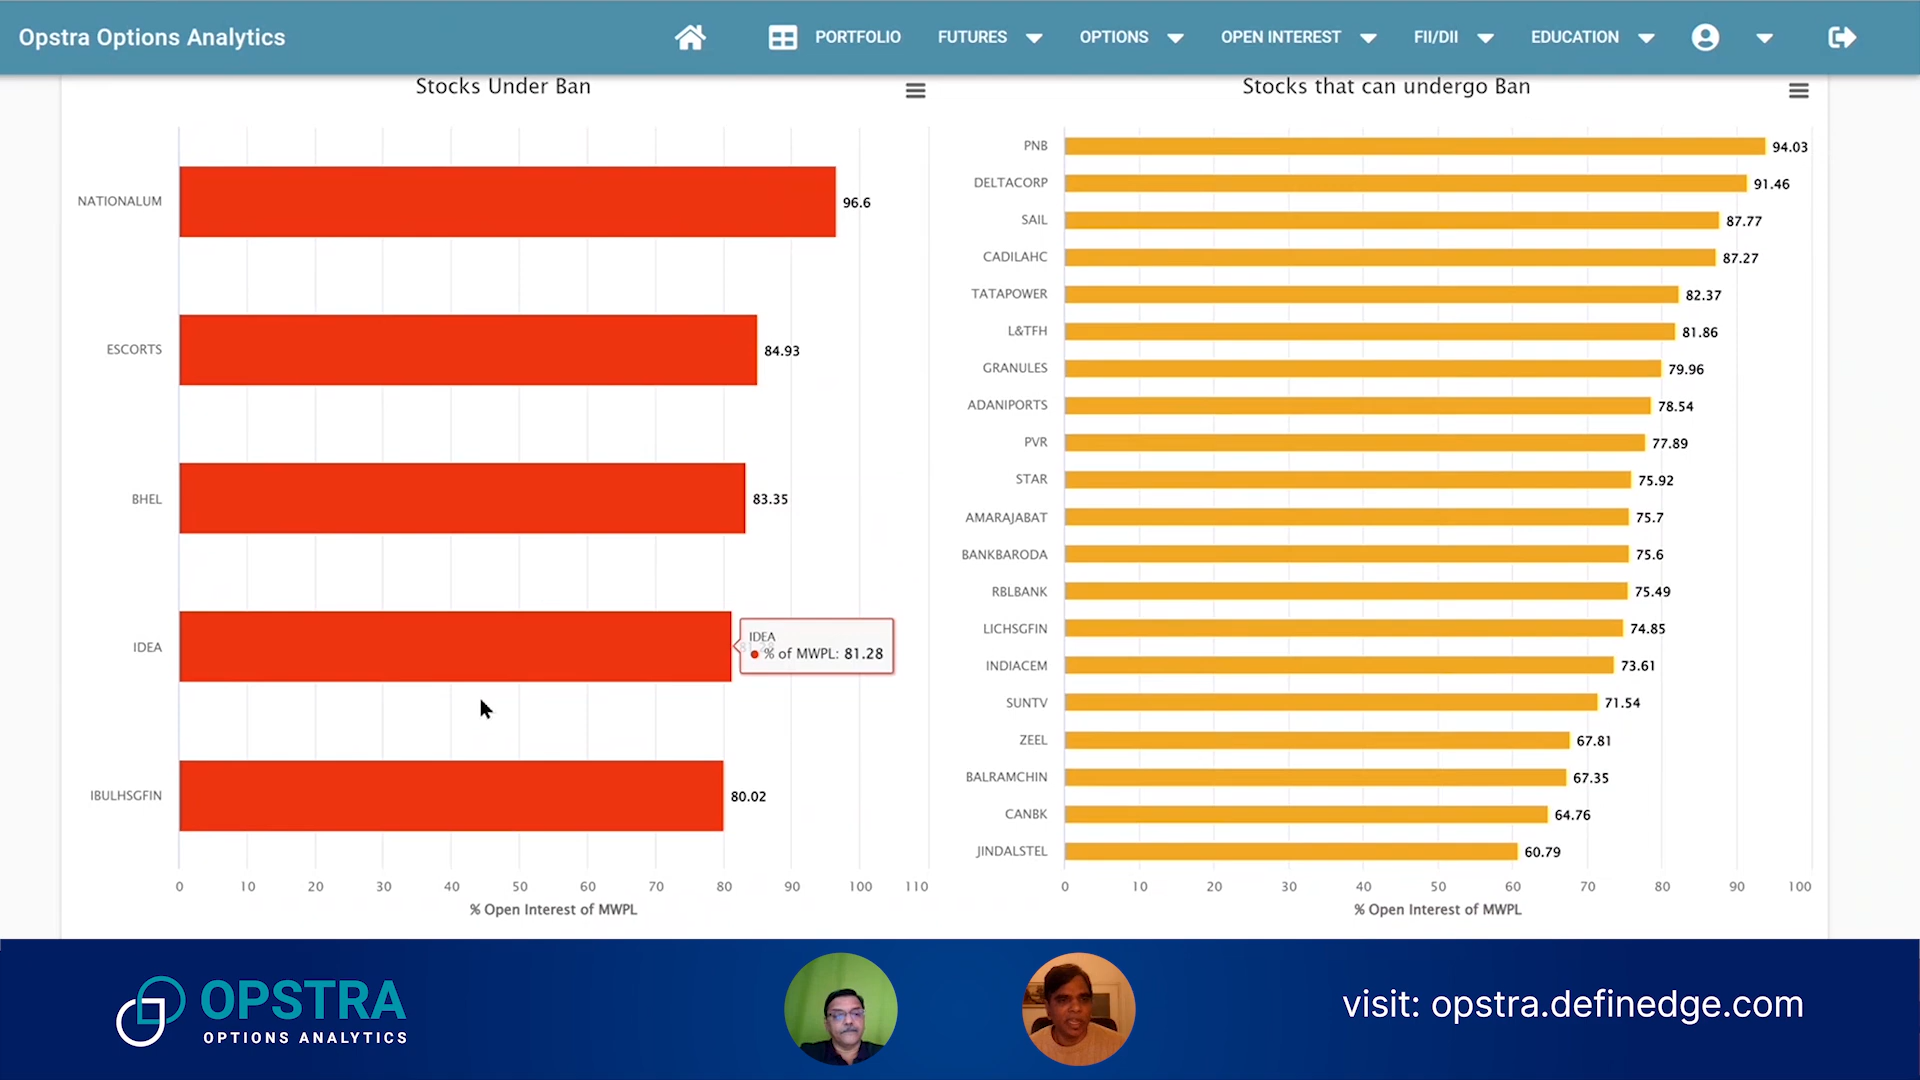 Opstra Options Analytics
PORTFOLIO
FUTURES
OPTIONS
OPEN INTEREST
FII/DII
EDUCATION
Stocks Under Ban
NATIONALUM 96.6
ESCORTS 84.93
BHEL 83.35
IDEA
IDEA
% of MWPL: 81.28
IBULHSGFIN 80.02
0 10 20 30 40 50 60 70 80 90 100 110
% Open Interest of MWPL
Stocks that can undergo Ban
PNB 94.03
DELTACORP 91.46
SAIL 87.77
CADILAHC 87.27
TATAPOWER 82.37
L&TFH 81.86
GRANULES 79.96
ADANIPORTS 78.54
PVR 77.89
STAR 75.92
AMARAJABAT 75.7
BANKBARODA 75.6
RBLBANK 75.49
LICHSGFIN 74.85
INDIACEM 73.61
SUNTV 71.54
ZEEL 67.81
BALRAMCHIN 67.35
CANBK 64.76
JINDALSTEL 60.79
0 10 20 30 40 50 60 70 80 90 100
% Open Interest of MWPL
OPSTRA
OPTIONS ANALYTICS
visit: opstra.definedge.com